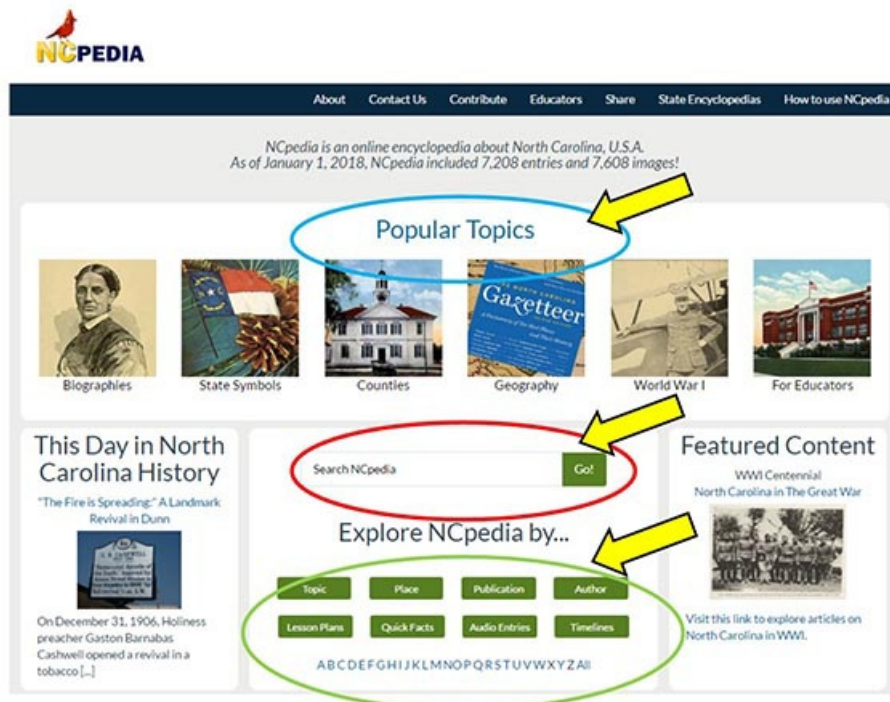 NCPEDIA
About Contact Us Contribute Educators Share State Encyclopedias How to use NCpedia
NCpedia is an online encyclopedia about North Carolina, U.S.A.
As of January 1, 2018, NCpedia included 7,208 entries and 7,608 images!
Popular Topics
Gazetteer
Biographies State Symbols Counties Geography World War I For Educators
This Day in North
Carolina History
"The Fire is Spreading:" A Landmark
Revival in Dunn
On December 31, 1906, Holiness
preacher Gaston Barnabas
Cashwell opened a revival in a
tobacco [...]
Search NCpedia Go!
Explore NCpedia by...
Topic Place Publication Author
Lesson Plans Quick Facts Audio Entries Timelines
A B C D E F G H I J K L M N O P Q R S T U V W X Y Z All
Featured Content
WWI Centennial
North Carolina in The Great War
Visit this link to explore articles on
North Carolina in WWI.